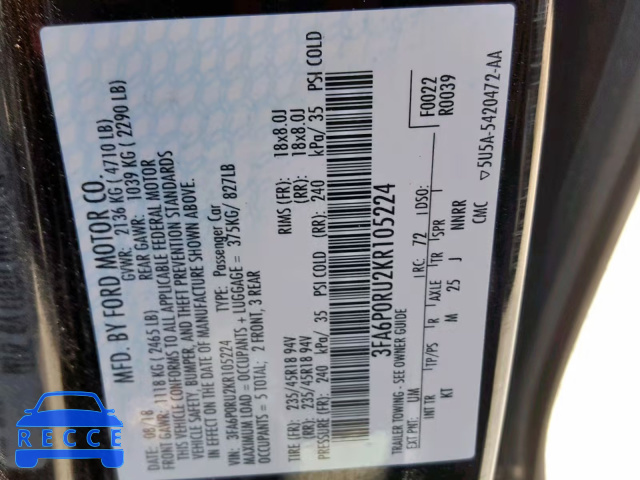 MFD. BY FORD MOTOR CO.
DATE: 08/18 GVWR: 2136 KG ( 4710 LB)
FRONT GAWR: 1118 KG ( 2465 LB) REAR GAWR: 1039 KG ( 2290 LB)
THIS VEHICLE CONFORMS TO ALL APPLICABLE FEDERAL MOTOR
VEHICLE SAFETY, BUMPER, AND THEFT PREVENTION STANDARDS
IN EFFECT ON THE DATE OF MANUFACTURE SHOWN ABOVE.
VIN: 3FA6P0RU2KR105224 TYPE: Passenger Car
MAXIMUM LOAD = OCCUPANTS + LUGGAGE = 375KG/ 827LB
OCCUPANTS = 5 TOTAL; 2 FRONT, 3 REAR
TIRE (FR): 235/45R18 94V RIMS (FR): 18x8.0J
TIRE (RR): 235/45R18 94V (RR): 18x8.0J
PRESSURE (FR): 240 kPa/ 35 PSI COLD (RR): 240 kPa/ 35 PSI COLD
3FA6P0RU2KR105224
TRAILER TOWING - SEE OWNER GUIDE F0022
R0039
EXT PNT: UM RC: 72 DSO:
INT TR TP/PS R AXLE TR SPR
KT M 25 J NNRR
CMC ▽5U5A-5420472-AA